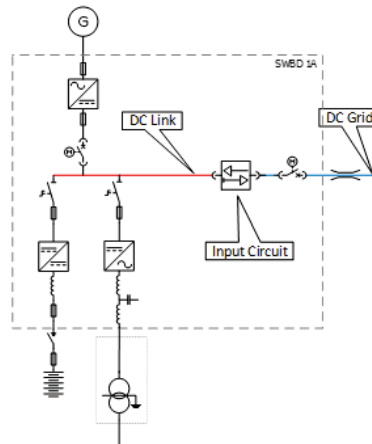 G
SWBD 1A
DC Link
DC Grid
M
M
Input Circuit